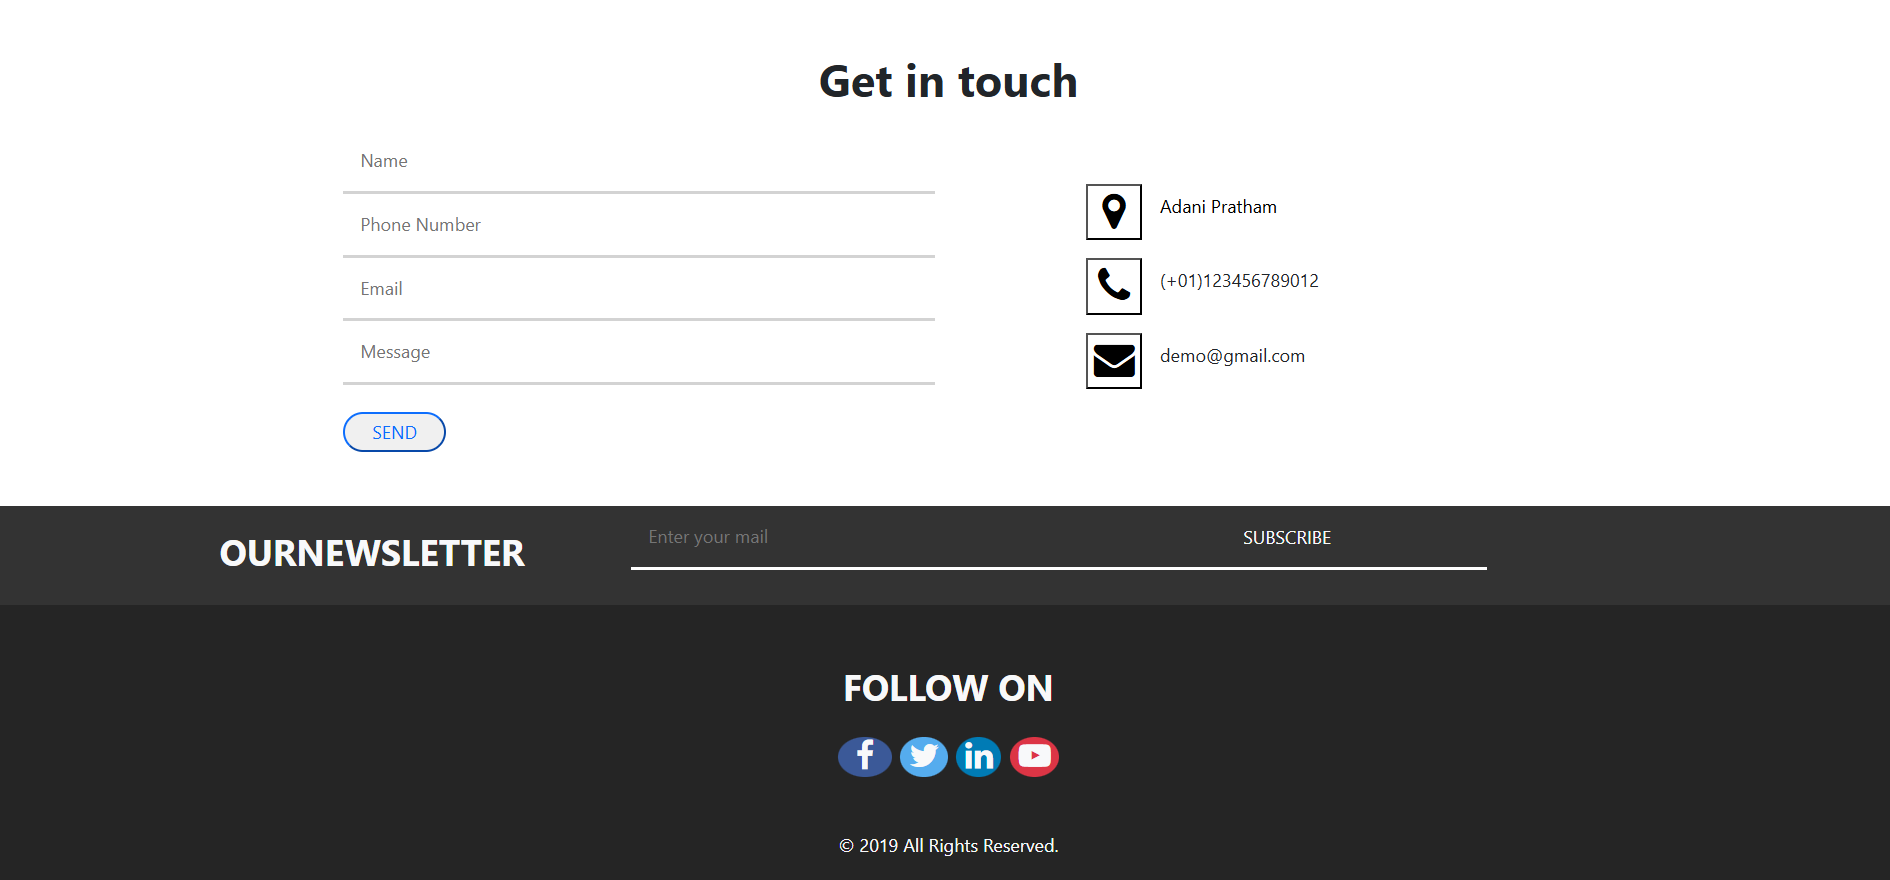 Get in touch
Name
Phone Number
Email
Message
SEND
Adani Pratham
(+01)123456789012
demo@gmail.com
OURNEWSLETTER
Enter your mail
SUBSCRIBE
FOLLOW ON
© 2019 All Rights Reserved.